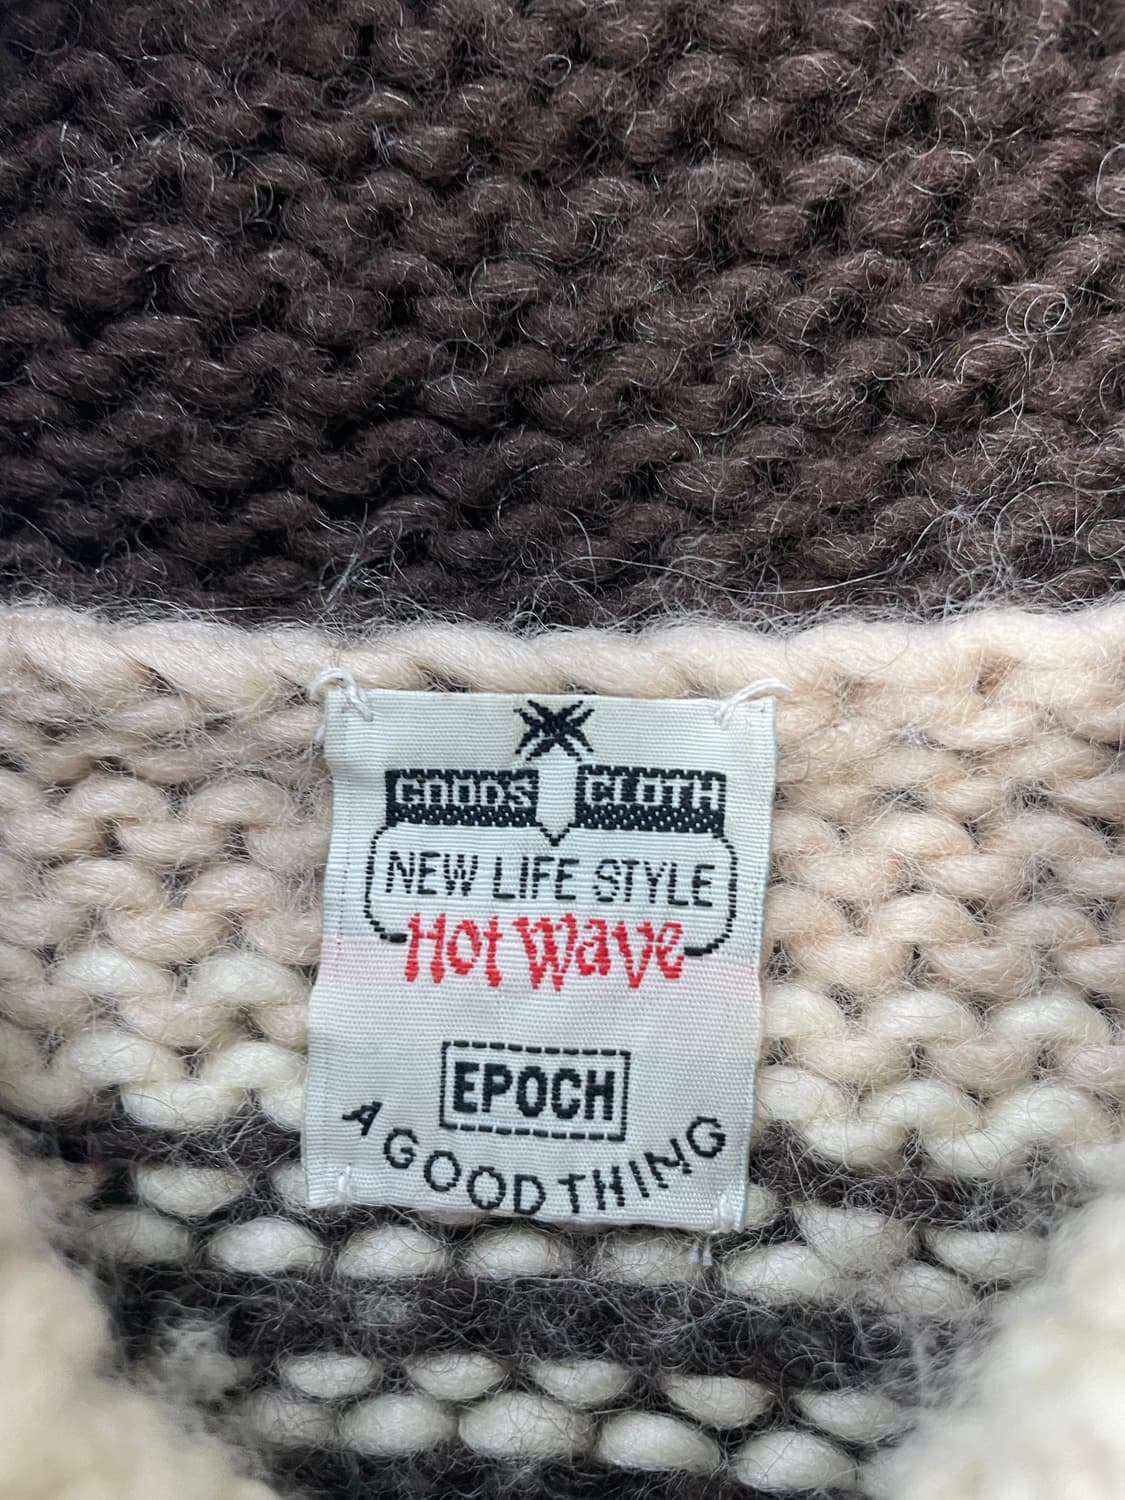 GOODS CLOTH
NEW LIFE STYLE
Hot Wave
EPOCH
A GOOD THING